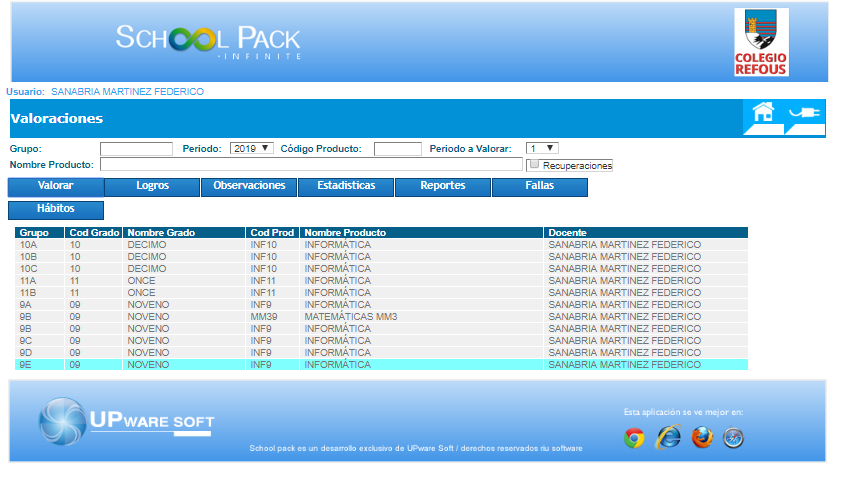 SCHOOL PACK
·INFINITE
COLEGIO
REFOUS
Usuario: SANABRIA MARTINEZ FEDERICO
Valoraciones
Grupo: Periodo: 2019 Código Producto: Periodo a Valorar: 1
Nombre Producto: Recuperaciones
Valorar Logros Observaciones Estadisticas Reportes Fallas
Hábitos
Grupo Cod Grado Nombre Grado Cod Prod Nombre Producto Docente
10A 10 DECIMO INF10 INFORMÁTICA SANABRIA MARTINEZ FEDERICO
10B 10 DECIMO INF10 INFORMÁTICA SANABRIA MARTINEZ FEDERICO
10C 10 DECIMO INF10 INFORMÁTICA SANABRIA MARTINEZ FEDERICO
11A 11 ONCE INF11 INFORMÁTICA SANABRIA MARTINEZ FEDERICO
11B 11 ONCE INF11 INFORMÁTICA SANABRIA MARTINEZ FEDERICO
9A 09 NOVENO INF9 INFORMÁTICA SANABRIA MARTINEZ FEDERICO
9B 09 NOVENO MM39 MATEMÁTICAS MM3 SANABRIA MARTINEZ FEDERICO
9B 09 NOVENO INF9 INFORMÁTICA SANABRIA MARTINEZ FEDERICO
9C 09 NOVENO INF9 INFORMÁTICA SANABRIA MARTINEZ FEDERICO
9D 09 NOVENO INF9 INFORMÁTICA SANABRIA MARTINEZ FEDERICO
9E 09 NOVENO INF9 INFORMÁTICA SANABRIA MARTINEZ FEDERICO
UPWARE SOFT
Esta aplicación se ve mejor en:
School pack es un desarrollo exclusivo de UPware Soft / derechos reservados riu software